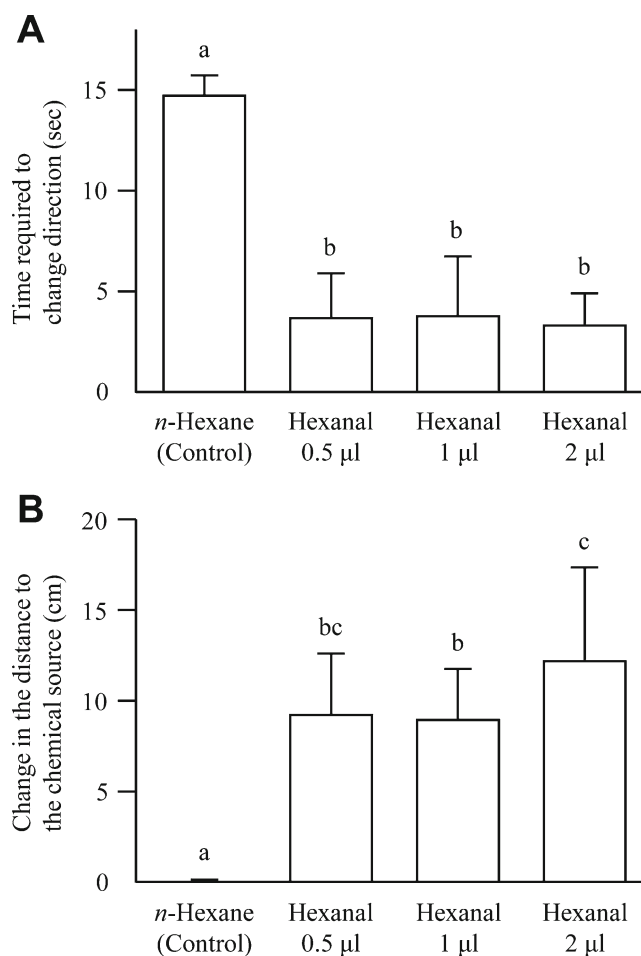 A
Time required to
change direction (sec)
15
10
5
0
a
b
b
b
n-Hexane
(Control)
Hexanal
0.5 μl
Hexanal
1 μl
Hexanal
2 μl
B
Change in the distance to
the chemical source (cm)
20
15
10
5
0
a
bc
b
c
n-Hexane
(Control)
Hexanal
0.5 μl
Hexanal
1 μl
Hexanal
2 μl